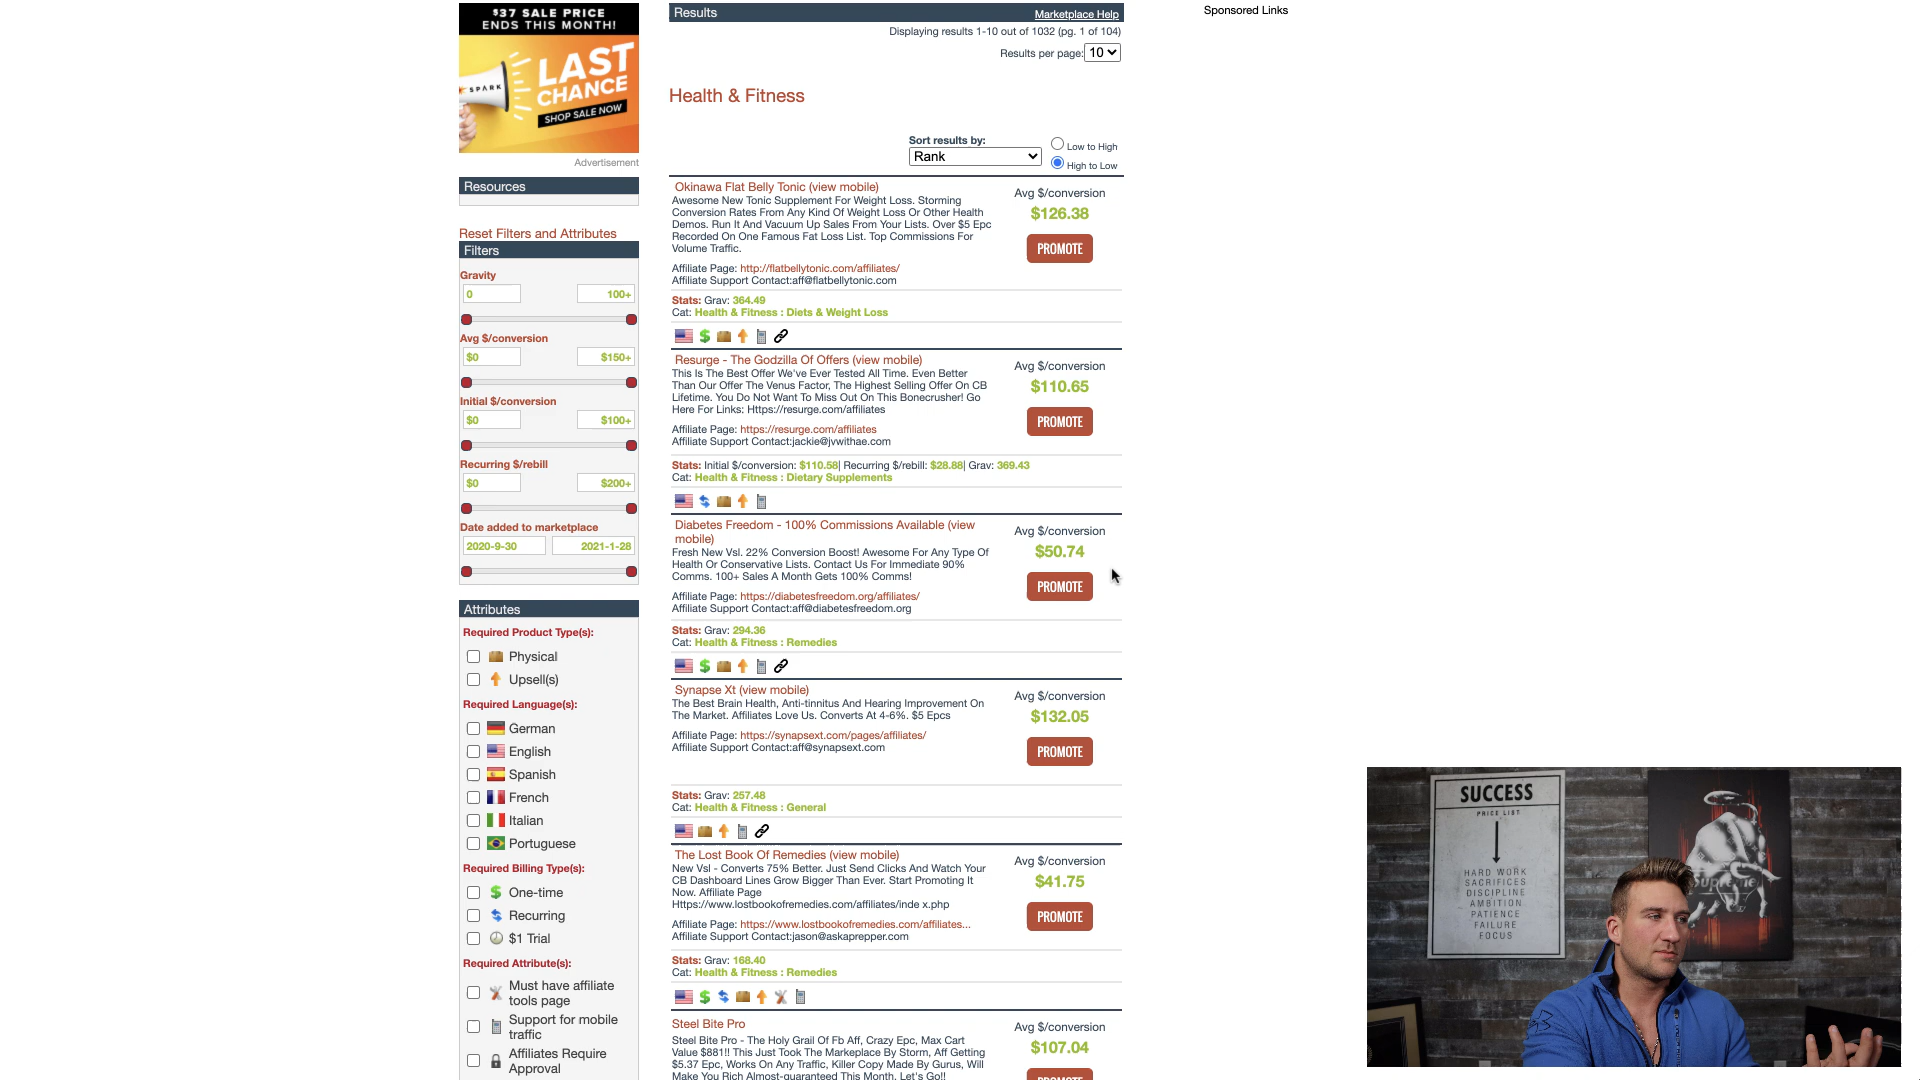 $37 SALE PRICE
ENDS THIS MONTH!
SPARK
LAST
CHANCE
SHOP SALE NOW
Advertisement
Resources
Reset Filters and Attributes
Filters
Gravity
0 100+
Avg $/conversion
$0 $150+
Initial $/conversion
$0 $100+
Recurring $/rebill
$0 $200+
Date added to marketplace
2020-9-30 2021-1-28
Attributes
Required Product Type(s):
Physical
Upsell(s)
Required Language(s):
German
English
Spanish
French
Italian
Portuguese
Required Billing Type(s):
One-time
Recurring
$1 Trial
Required Attribute(s):
Must have affiliate
tools page
Support for mobile
traffic
Affiliates Require
Approval
Results Marketplace Help
Displaying results 1-10 out of 1032 (pg. 1 of 104)
Results per page: 10
Health & Fitness
Sort results by:
Rank
Low to High
High to Low
Okinawa Flat Belly Tonic (view mobile)
Awesome New Tonic Supplement For Weight Loss. Storming
Conversion Rates From Any Kind Of Weight Loss Or Other Health
Demos. Run It And Vacuum Up Sales From Your Lists. Over $5 Epc
Recorded On One Famous Fat Loss List. Top Commissions For
Volume Traffic.
Affiliate Page: http://flatbellytonic.com/affiliates/
Affiliate Support Contact:aff@flatbellytonic.com
Avg $/conversion
$126.38
PROMOTE
Stats: Grav: 364.49
Cat: Health & Fitness : Diets & Weight Loss
Resurge - The Godzilla Of Offers (view mobile)
This Is The Best Offer We've Ever Tested All Time. Even Better
Than Our Offer The Venus Factor, The Highest Selling Offer On CB
Lifetime. You Do Not Want To Miss Out On This Bonecrusher! Go
Here For Links: Https://resurge.com/affiliates
Affiliate Page: https://resurge.com/affiliates
Affiliate Support Contact:jackie@jvwithae.com
Avg $/conversion
$110.65
PROMOTE
Stats: Initial $/conversion: $110.58| Recurring $/rebill: $28.88| Grav: 369.43
Cat: Health & Fitness : Dietary Supplements
Diabetes Freedom - 100% Commissions Available (view
mobile)
Fresh New Vsl. 22% Conversion Boost! Awesome For Any Type Of
Health Or Conservative Lists. Contact Us For Immediate 90%
Comms. 100+ Sales A Month Gets 100% Comms!
Affiliate Page: https://diabetesfreedom.org/affiliates/
Affiliate Support Contact:aff@diabetesfreedom.org
Avg $/conversion
$50.74
PROMOTE
Stats: Grav: 294.36
Cat: Health & Fitness : Remedies
Synapse Xt (view mobile)
The Best Brain Health, Anti-tinnitus And Hearing Improvement On
The Market. Affiliates Love Us. Converts At 4-6%. $5 Epcs
Affiliate Page: https://synapsext.com/pages/affiliates/
Affiliate Support Contact:aff@synapsext.com
Avg $/conversion
$132.05
PROMOTE
Stats: Grav: 257.48
Cat: Health & Fitness : General
The Lost Book Of Remedies (view mobile)
New Vsl - Converts 75% Better. Just Send Clicks And Watch Your
CB Dashboard Lines Grow Bigger Than Ever. Start Promoting It
Now. Affiliate Page
Https://www.lostbookofremedies.com/affiliates/inde x.php
Affiliate Page: https://www.lostbookofremedies.com/affiliates...
Affiliate Support Contact:jason@askaprepper.com
Avg $/conversion
$41.75
PROMOTE
Stats: Grav: 168.40
Cat: Health & Fitness : Remedies
Steel Bite Pro
Steel Bite Pro - The Holy Grail Of Fb Aff, Crazy Epc, Max Cart
Value $881!! This Just Took The Markeplace By Storm, Aff Getting
$5.37 Epc, Works On Any Traffic, Killer Copy Made By Gurus, Will
Make You Rich Almost-guaranteed This Month. Let's Go!!
Avg $/conversion
$107.04
PROMOTE
Sponsored Links
SUCCESS
PRICE LIST
HARD WORK
SACRIFICES
DISCIPLINE
AMBITION
PATIENCE
FAILURE
FOCUS
Supreme